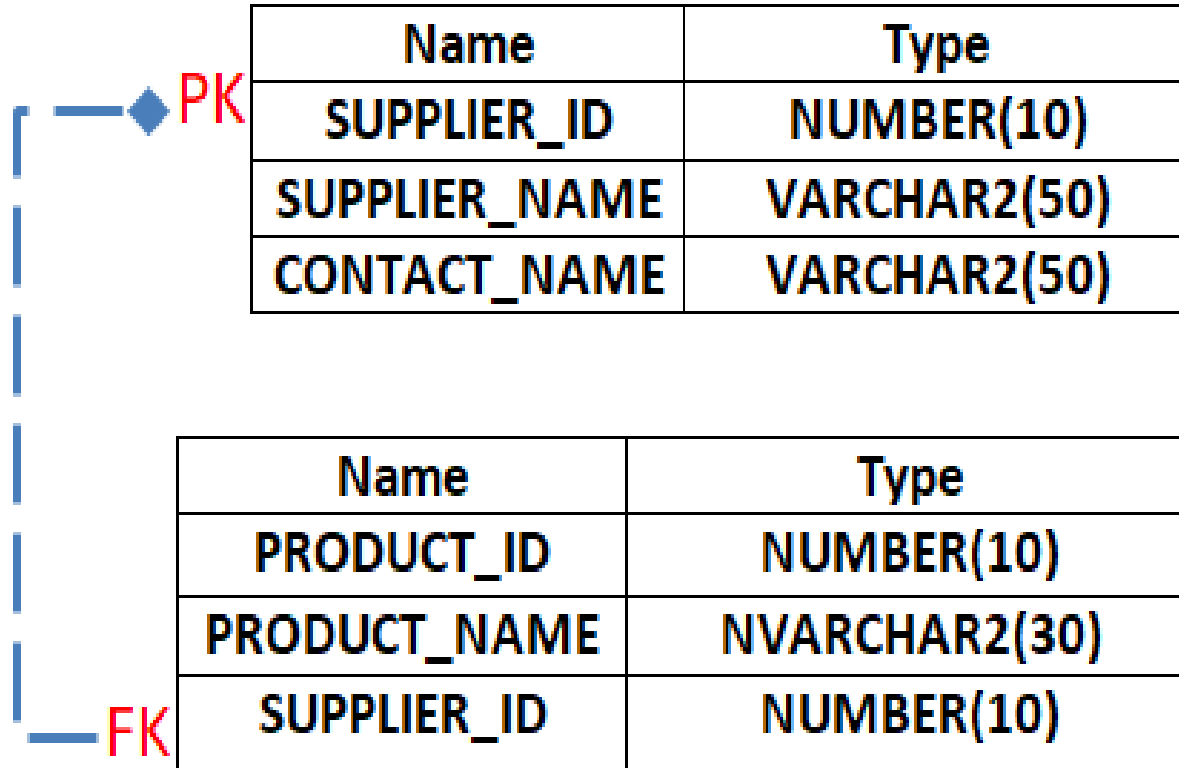 Name Type
PK SUPPLIER_ID NUMBER(10)
SUPPLIER_NAME VARCHAR2(50)
CONTACT_NAME VARCHAR2(50)
Name Type
PRODUCT_ID NUMBER(10)
PRODUCT_NAME NVARCHAR2(30)
FK SUPPLIER_ID NUMBER(10)